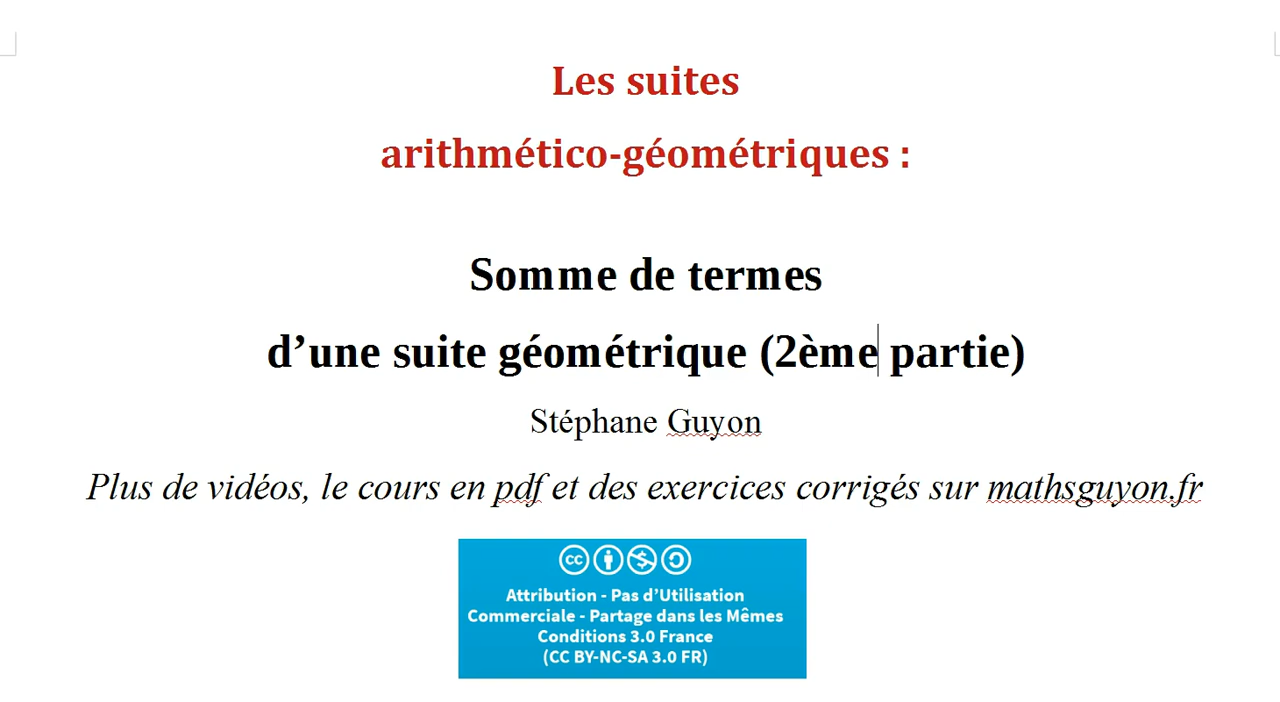 Les suites
arithmético-géométriques :
Somme de termes
d’une suite géométrique (2ème partie)
Stéphane Guyon
Plus de vidéos, le cours en pdf et des exercices corrigés sur mathsguyon.fr
cc
Attribution - Pas d’Utilisation
Commerciale - Partage dans les Mêmes
Conditions 3.0 France
(CC BY-NC-SA 3.0 FR)